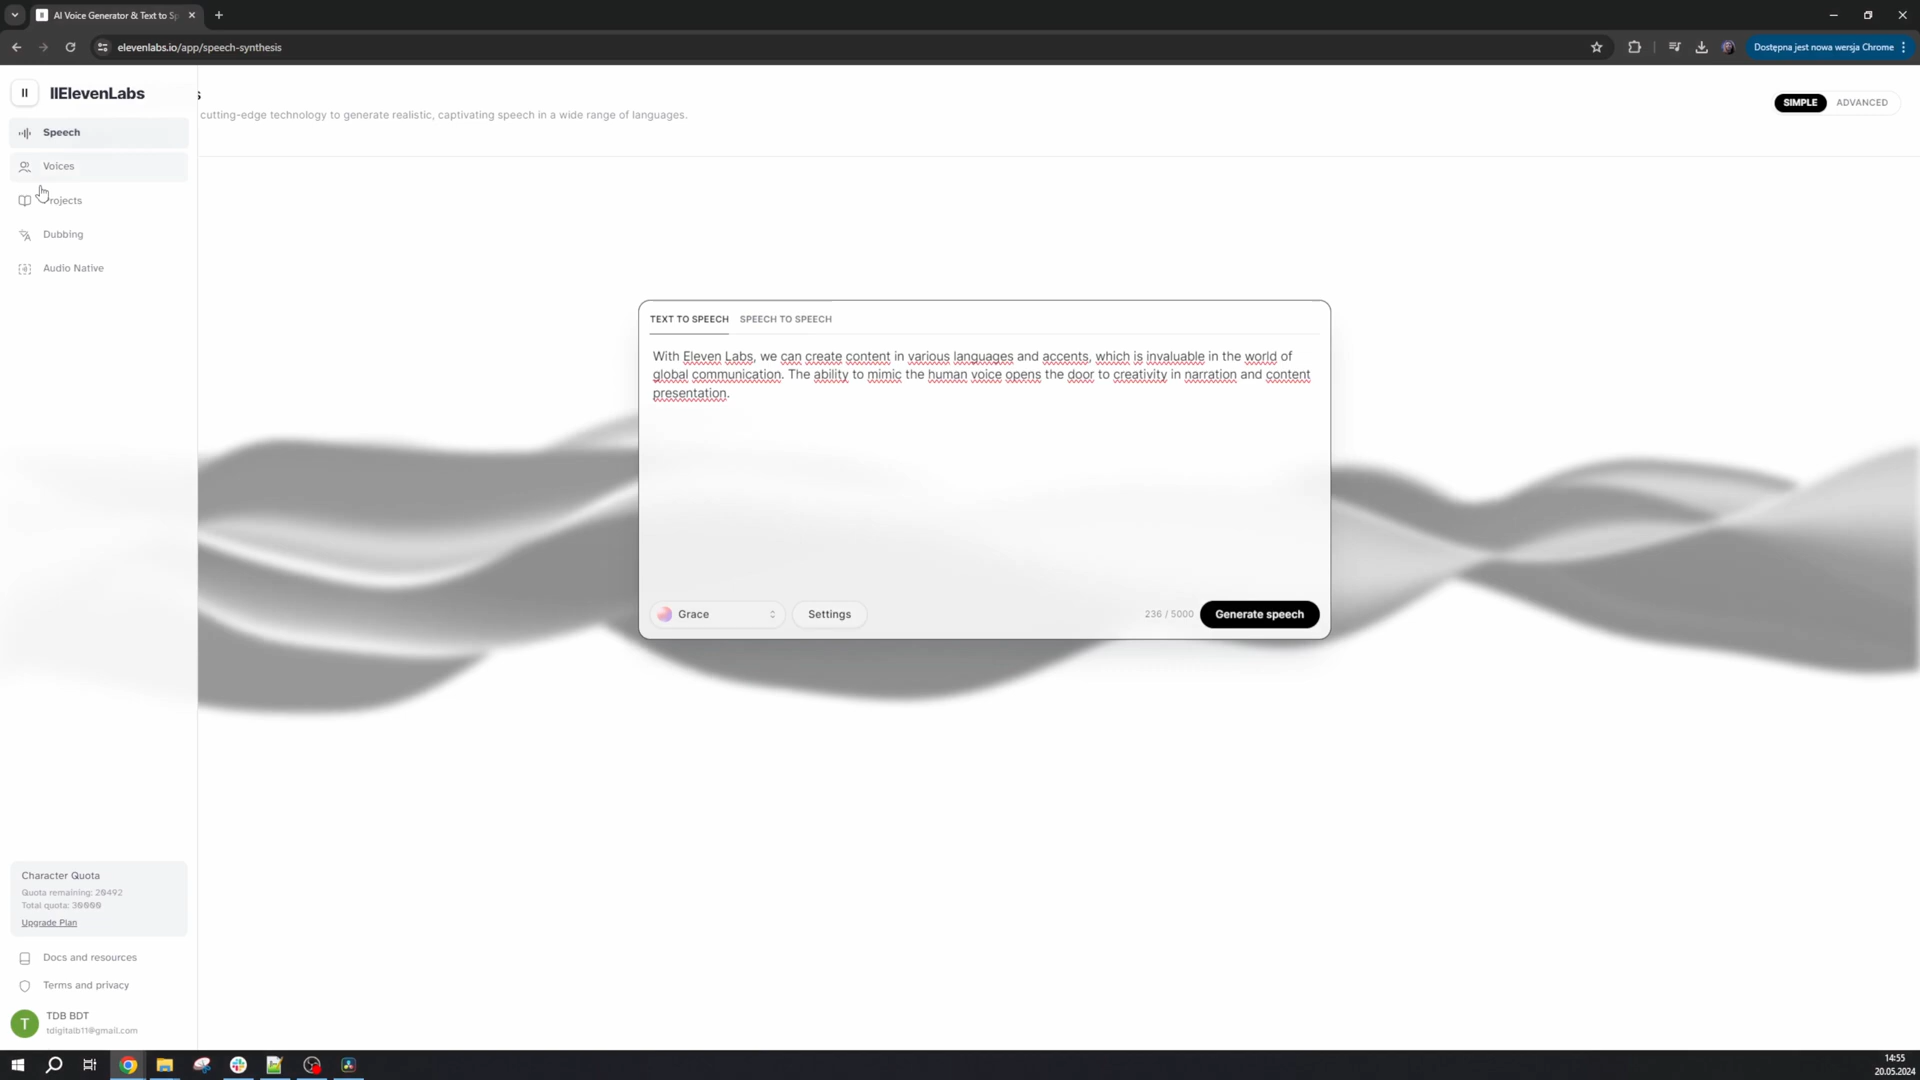 AI Voice Generator & Text to Sp
elevenlabs.io/app/speech-synthesis
Dostępna jest nowa wersja Chrome
IIElevenLabs
s
cutting-edge technology to generate realistic, captivating speech in a wide range of languages.
SIMPLE
ADVANCED
Speech
Voices
rojects
Dubbing
Audio Native
TEXT TO SPEECH
SPEECH TO SPEECH
With Eleven Labs, we can create content in various languages and accents, which is invaluable in the world of
global communication. The ability to mimic the human voice opens the door to creativity in narration and content
presentation.
Grace
Settings
236 / 5000
Generate speech
Character Quota
Quota remaining: 20492
Total quota: 30000
Upgrade Plan
Docs and resources
Terms and privacy
T
TDB BDT
tdigitalb11@gmail.com
14:55
20.05.2024